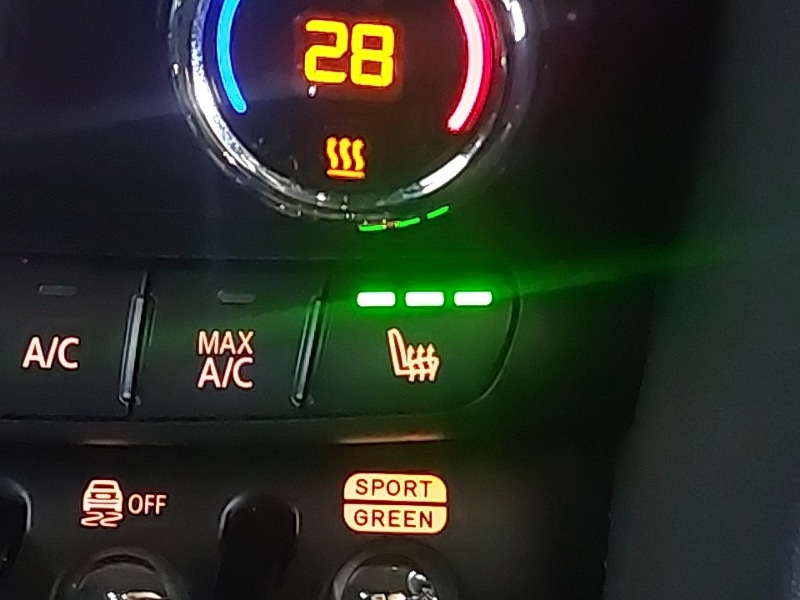 28
A/C
MAX
A/C
OFF
SPORT
GREEN